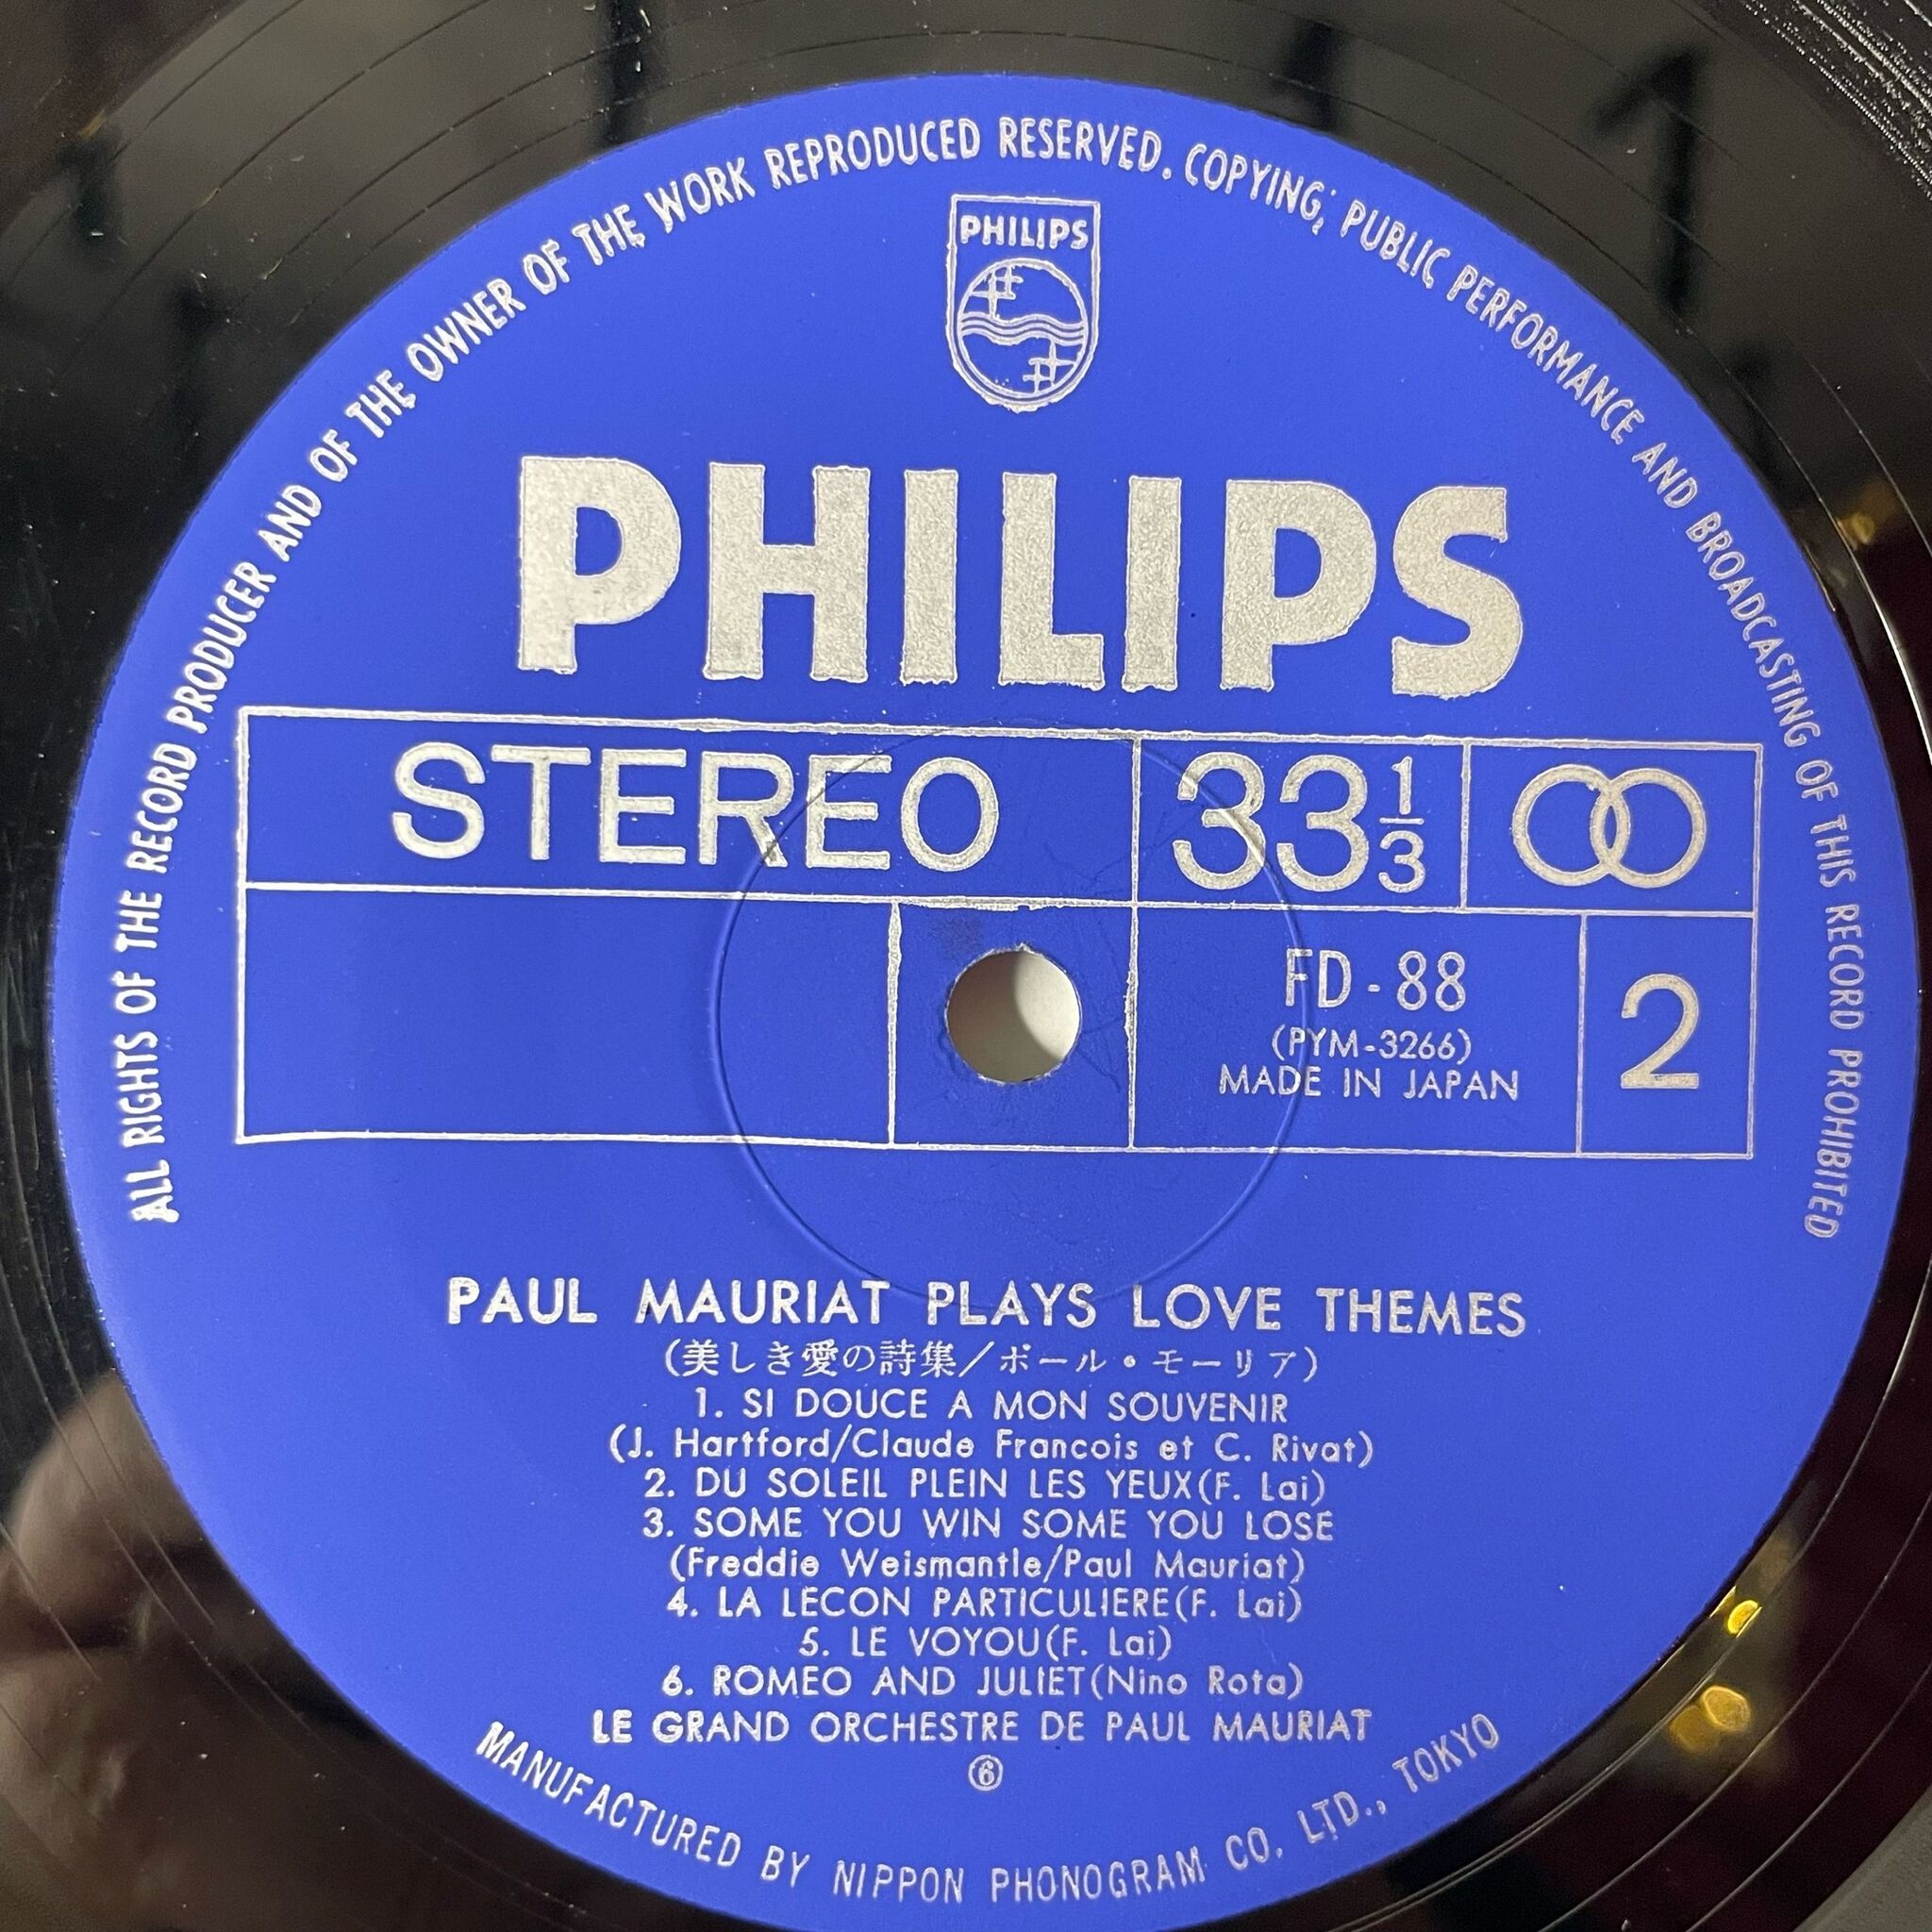 ALL RIGHTS OF THE RECORD PRODUCER AND OF THE OWNER OF THE WORK REPRODUCED RESERVED. COPYING, PUBLIC PERFORMANCE AND BROADCASTING OF THIS RECORD PROHIBITED
PHILIPS
PHILIPS
STEREO 33 1/3
FD-88
(PYM-3266)
MADE IN JAPAN
2
PAUL MAURIAT PLAYS LOVE THEMES
(美しき愛の詩集/ポール・モーリア)
1. SI DOUCE A MON SOUVENIR
(J. Hartford/Claude Francois et C. Rivat)
2. DU SOLEIL PLEIN LES YEUX(F. Lai)
3. SOME YOU WIN SOME YOU LOSE
(Freddie Weismantle/Paul Mauriat)
4. LA LECON PARTICULIERE(F. Lai)
5. LE VOYOU(F. Lai)
6. ROMEO AND JULIET(Nino Rota)
LE GRAND ORCHESTRE DE PAUL MAURIAT
⑥
MANUFACTURED BY NIPPON PHONOGRAM CO. LTD., TOKYO